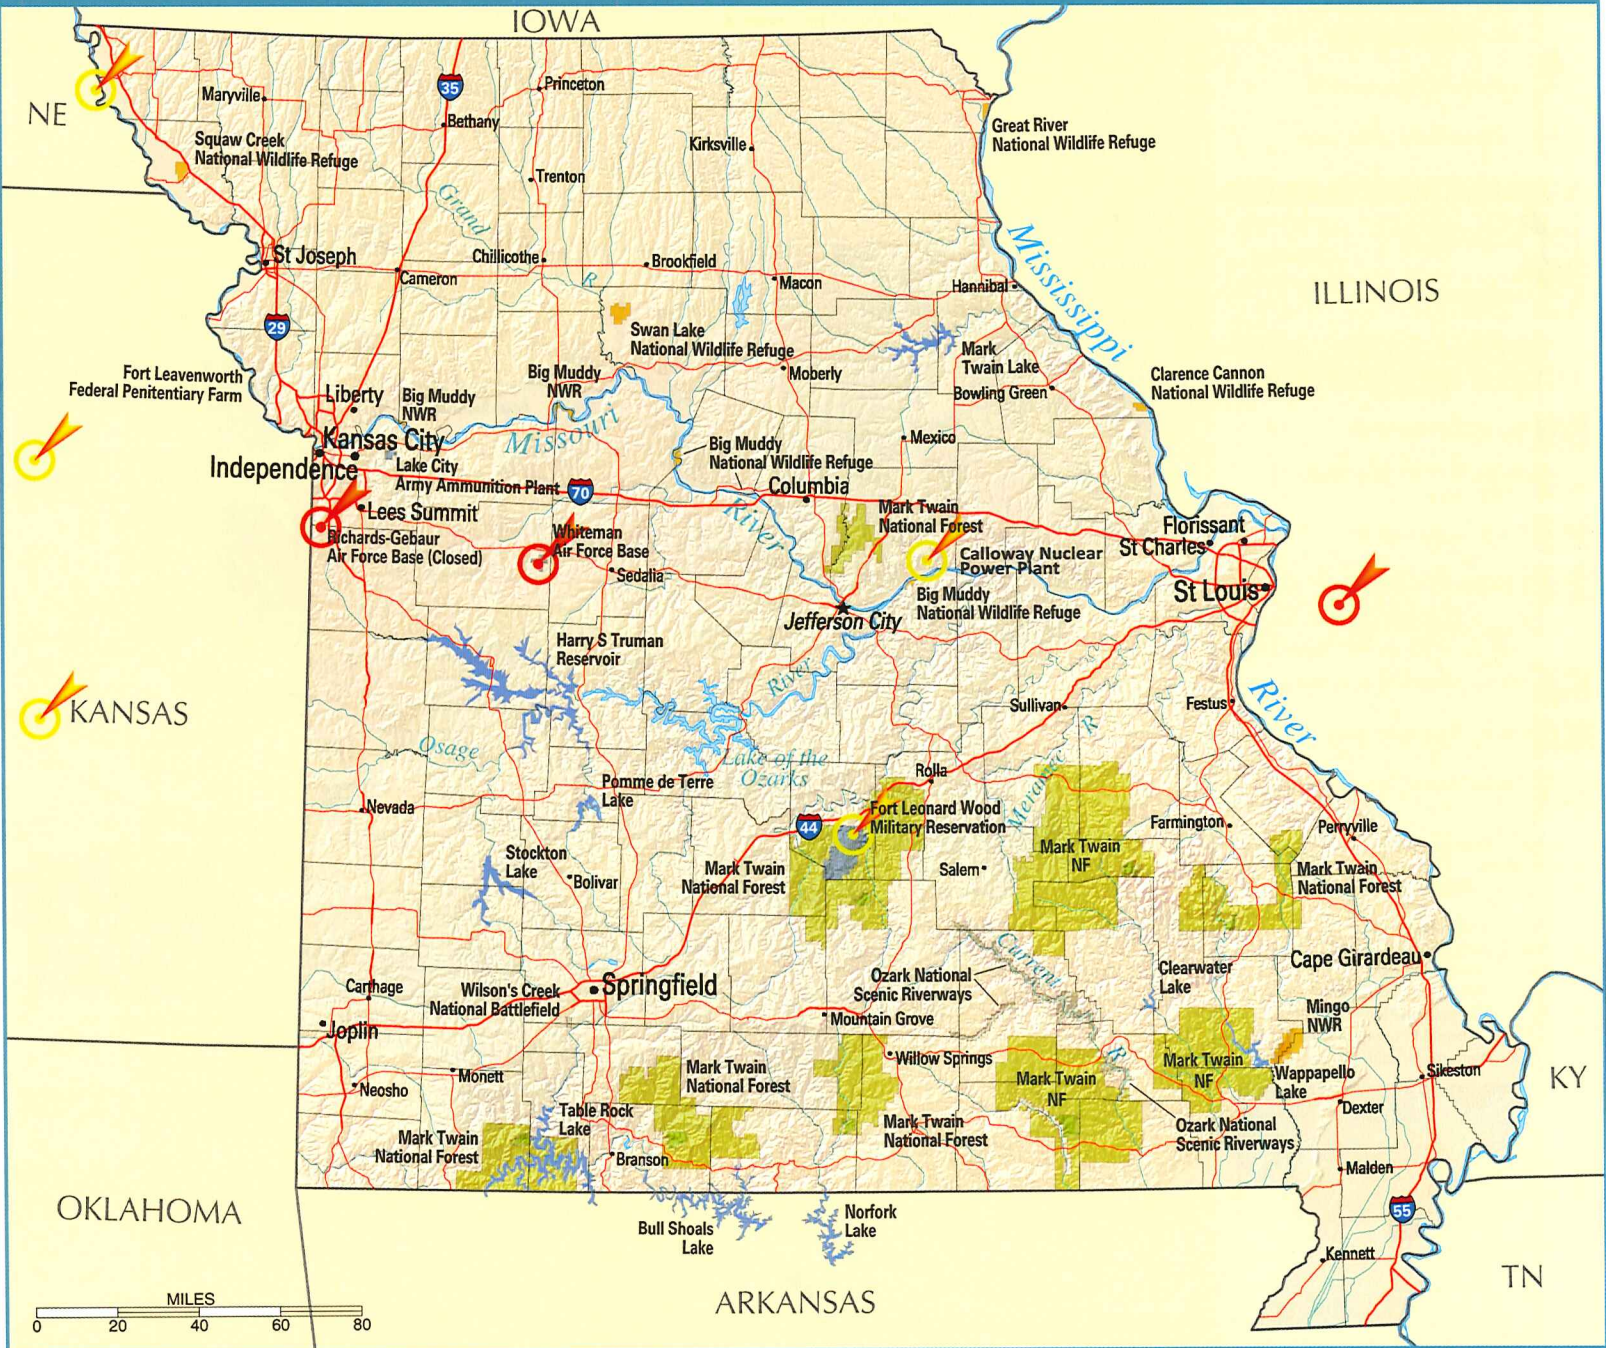 IOWA
NE
Maryville
35
Princeton
Bethany
Squaw Creek
National Wildlife Refuge
Kirksville
Great River
National Wildlife Refuge
Trenton
Grand
R
St Joseph
Chillicothe
Brookfield
Cameron
Macon
Hannibal
Mississippi
ILLINOIS
29
Swan Lake
National Wildlife Refuge
Mark
Twain Lake
Fort Leavenworth
Federal Penitentiary Farm
Big Muddy
NWR
Moberly
Clarence Cannon
National Wildlife Refuge
Liberty
Big Muddy
NWR
Bowling Green
Missouri
Kansas City
Mexico
Big Muddy
National Wildlife Refuge
Independence
Lake City
Army Ammunition Plant
70
Columbia
River
Lees Summit
Mark Twain
National Forest
Florissant
St Charles
Richards-Gebaur
Air Force Base (Closed)
Whiteman
Air Force Base
Calloway Nuclear
Power Plant
Sedalia
St Louis
Big Muddy
National Wildlife Refuge
Jefferson City
Harry S Truman
Reservoir
River
KANSAS
Sullivan
Festus
River
Osage
Lake of the
Ozarks
Meramec
R
Rolla
Pomme de Terre
Lake
Nevada
44
Fort Leonard Wood
Military Reservation
Farmington
Perryville
Stockton
Lake
Mark Twain
NF
Bolivar
Mark Twain
National Forest
Salem
Mark Twain
National Forest
Current
R
Cape Girardeau
Springfield
Ozark National
Scenic Riverways
Clearwater
Lake
Carthage
Wilson's Creek
National Battlefield
Mingo
NWR
Joplin
Mountain Grove
Willow Springs
Mark Twain
National Forest
Mark Twain
NF
Mark Twain
NF
Wappapello
Lake
Sikeston
KY
Monett
Neosho
Dexter
Table Rock
Lake
Mark Twain
National Forest
Mark Twain
National Forest
Ozark National
Scenic Riverways
Branson
Malden
OKLAHOMA
Bull Shoals
Lake
Norfork
Lake
55
Kennett
TN
ARKANSAS
MILES
0 20 40 60 80